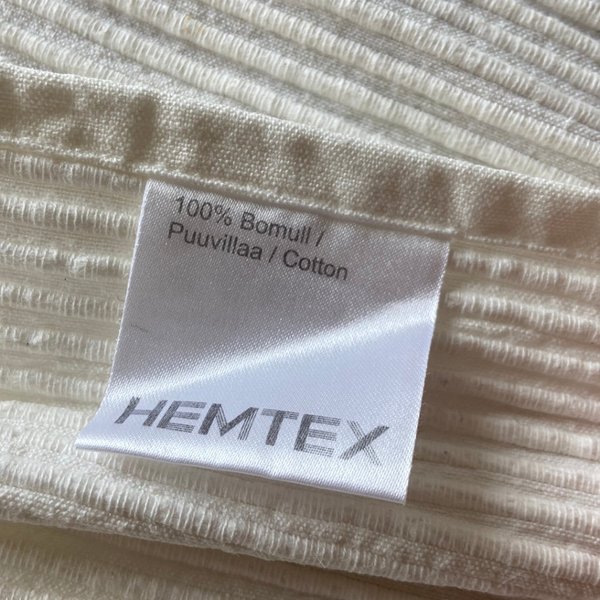 100% Bomull /
Puuvillaa / Cotton
HEMTEX